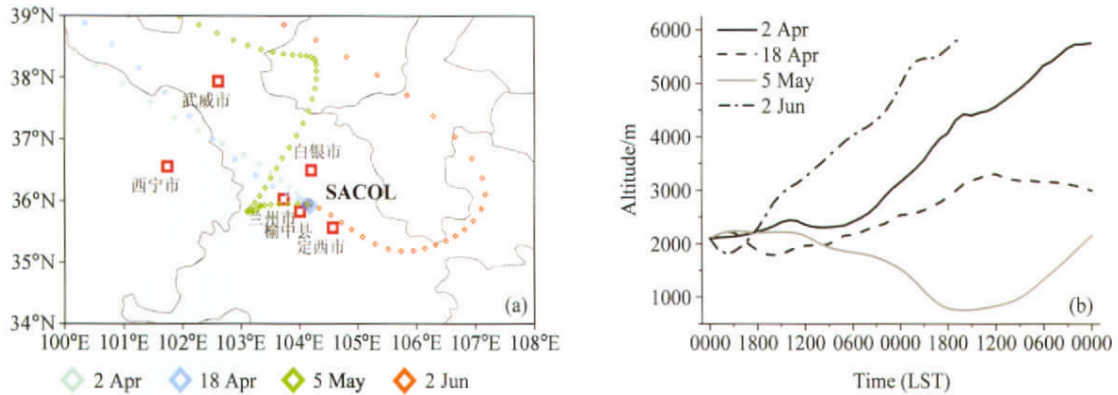 39°N
38°N
37°N
36°N
35°N
34°N
100°E 101°E 102°E 103°E 104°E 105°E 106°E 107°E 108°E
武威市
白银市
西宁市
SACOL
兰州市
榆中县
定西市
(a)
2 Apr 18 Apr 5 May 2 Jun
2 Apr
18 Apr
5 May
2 Jun
Altitude/m
6000
5000
4000
3000
2000
1000
(b)
0000 1800 1200 0600 0000 1800 1200 0600 0000
Time (LST)